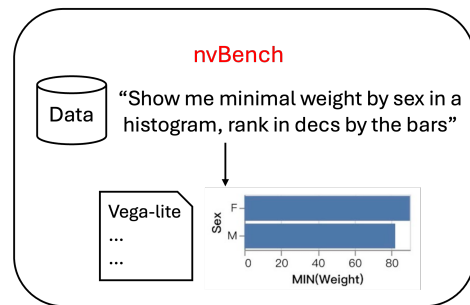 nvBench
Data
“Show me minimal weight by sex in a
histogram, rank in decs by the bars”
Vega-lite
...
...
Sex
F
M
0 20 40 60 80
MIN(Weight)